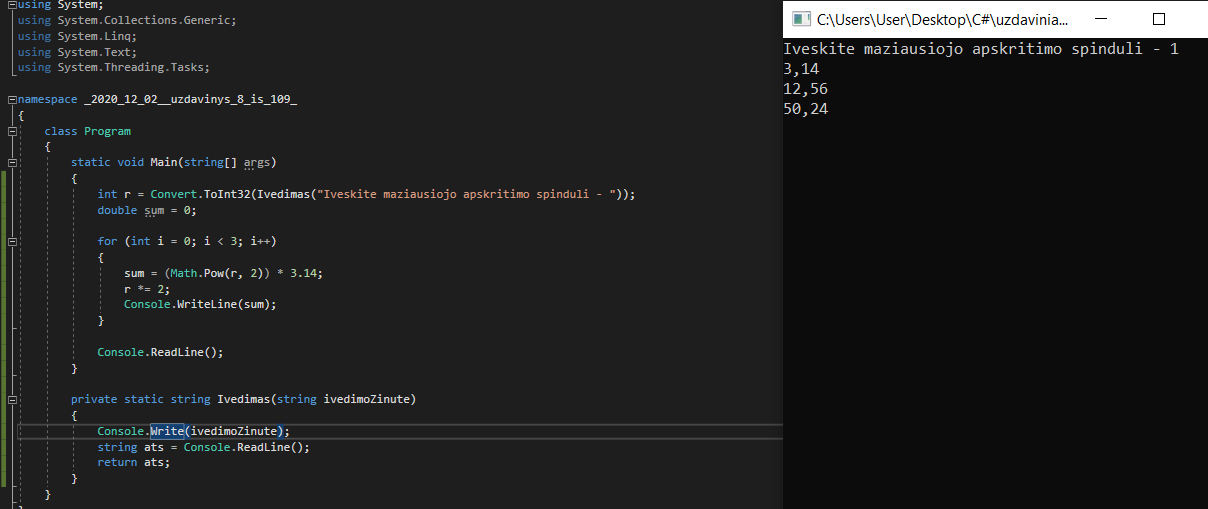 using System;
using System.Collections.Generic;
using System.Linq;
using System.Text;
using System.Threading.Tasks;
namespace _2020_12_02__uzdavinys_8_is_109_
{
class Program
{
static void Main(string[] args)
{
int r = Convert.ToInt32(Ivedimas("Iveskite maziausiojo apskritimo spinduli - "));
double sum = 0;
for (int i = 0; i < 3; i++)
{
sum = (Math.Pow(r, 2)) * 3.14;
r *= 2;
Console.WriteLine(sum);
}
Console.ReadLine();
}
private static string Ivedimas(string ivedimoZinute)
{
Console.Write(ivedimoZinute);
string ats = Console.ReadLine();
return ats;
}
}
C:\Users\User\Desktop\C#\uzdavinia...
Iveskite maziausiojo apskritimo spinduli - 1
3,14
12,56
50,24